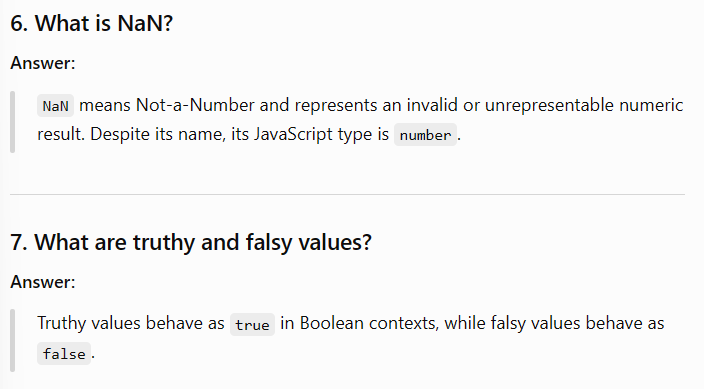 6. What is NaN?
Answer:
NaN means Not-a-Number and represents an invalid or unrepresentable numeric
result. Despite its name, its JavaScript type is number.
7. What are truthy and falsy values?
Answer:
Truthy values behave as true in Boolean contexts, while falsy values behave as
false.